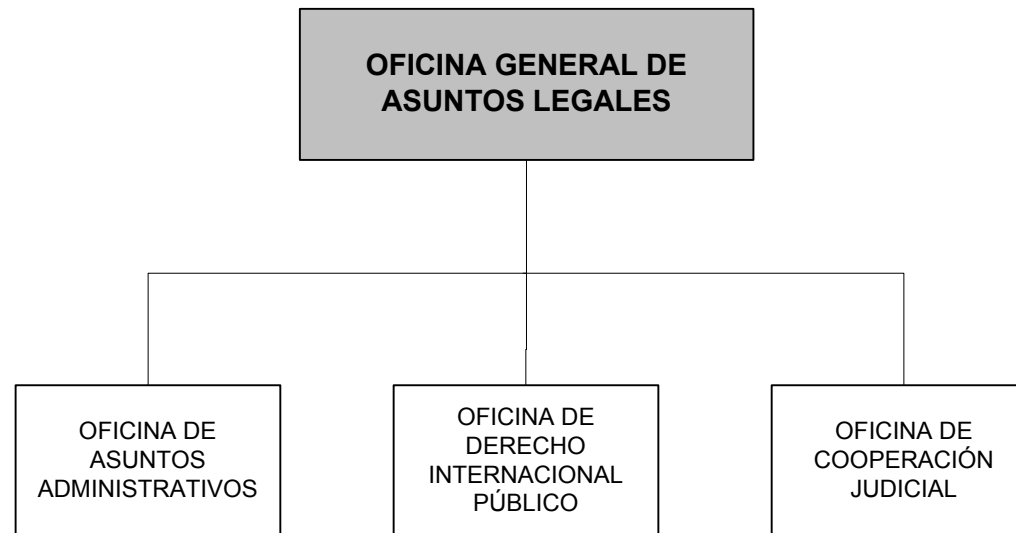 OFICINA GENERAL DE
ASUNTOS LEGALES
OFICINA DE
ASUNTOS
ADMINISTRATIVOS
OFICINA DE
DERECHO
INTERNACIONAL
PÚBLICO
OFICINA DE
COOPERACIÓN
JUDICIAL